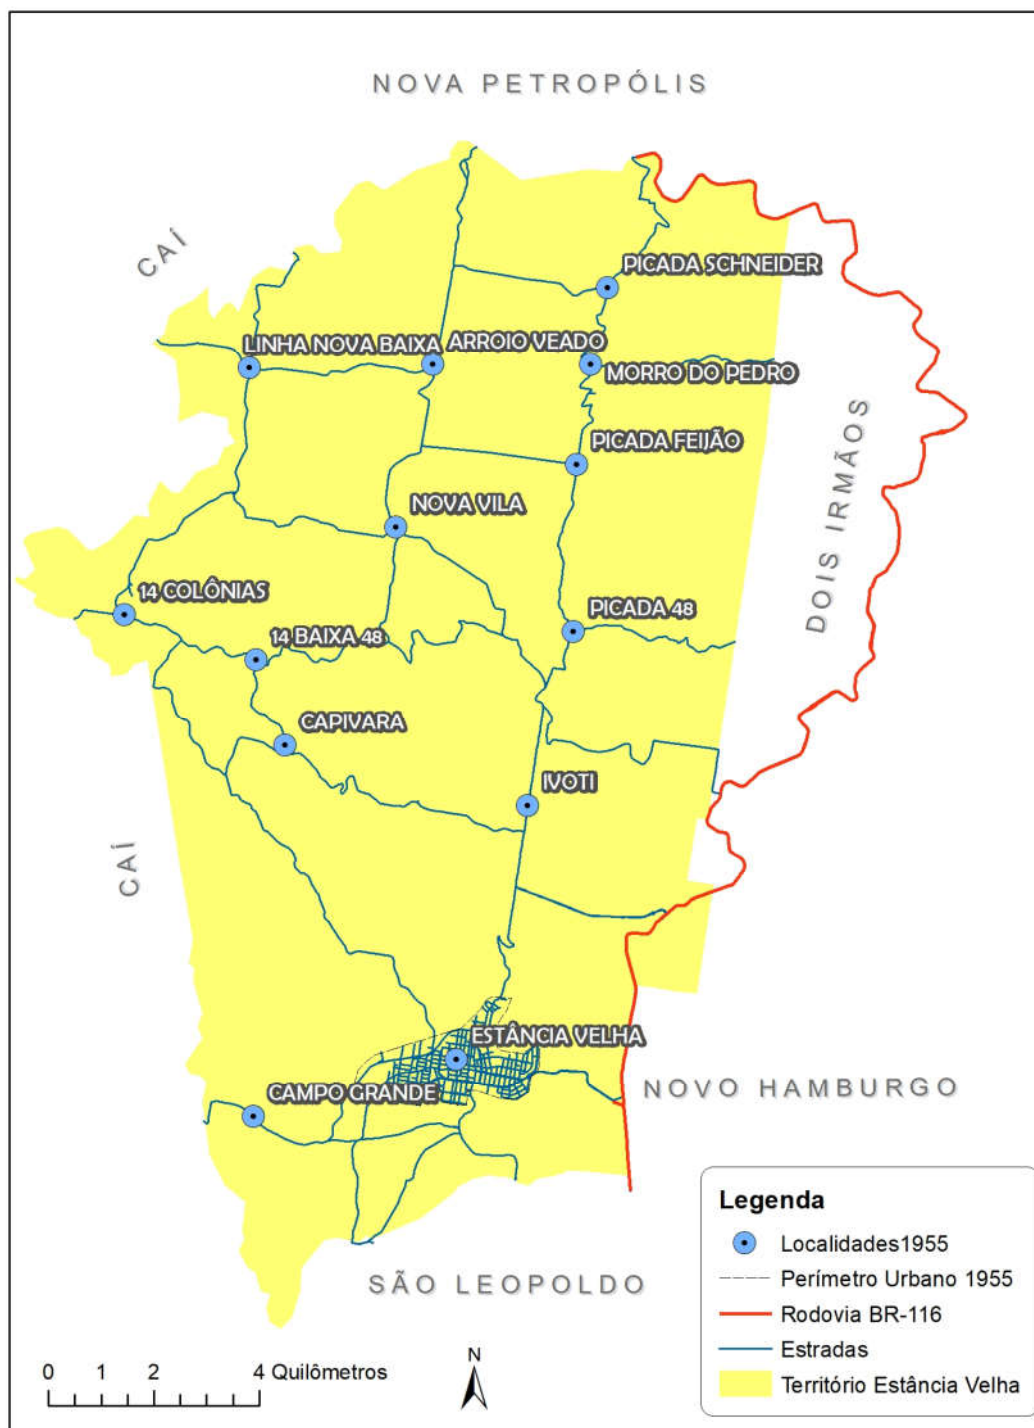 NOVA PETRÓPOLIS
CAÍ
PICADA SCHNEIDER
LINHA NOVA BAIXA
ARROIO VEADO
MORRO DO PEDRO
PICADA FEIJÃO
DOIS IRMÃOS
NOVA VILA
14 COLÔNIAS
PICADA 48
14 BAIXA 48
CAPIVARA
IVOTI
CAÍ
ESTÂNCIA VELHA
CAMPO GRANDE
NOVO HAMBURGO
SÃO LEOPOLDO
Legenda
Localidades1955
Perímetro Urbano 1955
Rodovia BR-116
Estradas
Território Estância Velha
0 1 2 4 Quilômetros
N